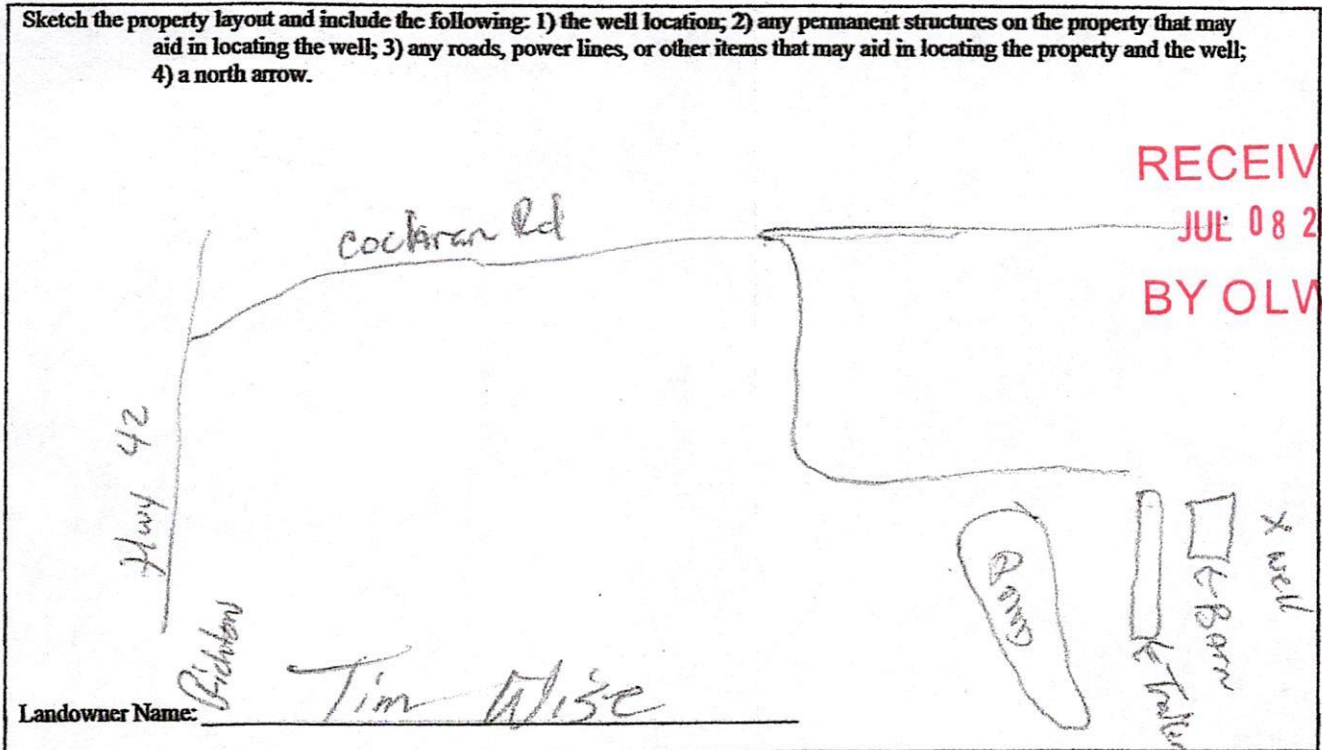 Sketch the property layout and include the following: 1) the well location; 2) any permanent structures on the property that may
aid in locating the well; 3) any roads, power lines, or other items that may aid in locating the property and the well;
4) a north arrow.
RECEIV
JUL 08 2
BY OLW
Cochran Rd
Hwy 42
Richton
Pond
← Trailer
← Barn
X well
Landowner Name: Tim Wise